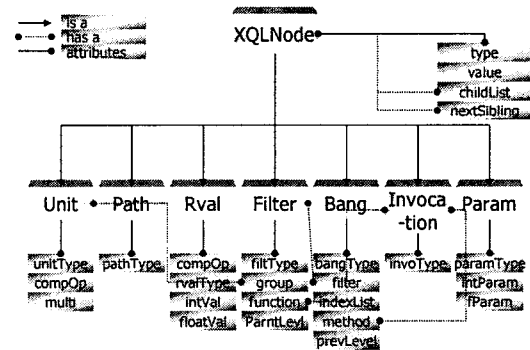 is a
has a
attributes
XQLNode
type
value
childList
nextSibling
Unit Path Rval Filter Bang Invoca Param
-tion
unitType pathType compOp filtType bangType invoType paramType
compOp rvalType group filter intParam
multi intVal function indexList fParam
floatVal ParntLevl method
prevLevel